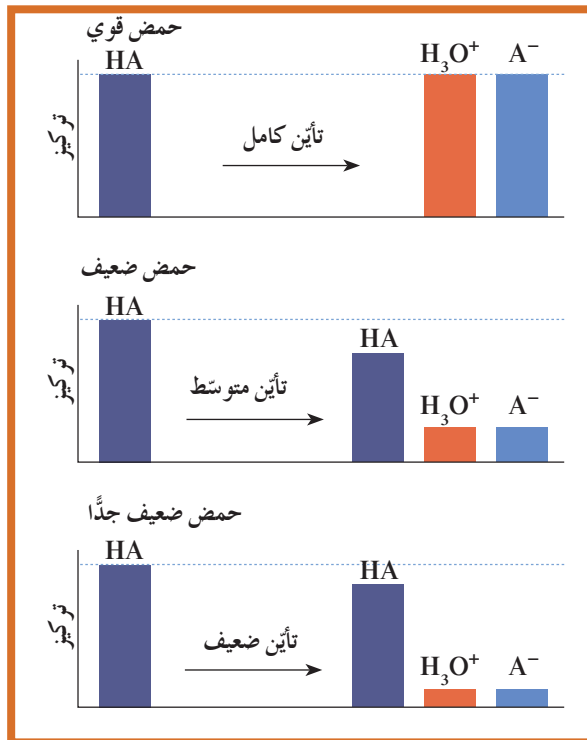 حمض قوي
HA
H₃O⁺ A⁻
تركيز
تأيّن كامل
حمض ضعيف
HA
HA
H₃O⁺ A⁻
تركيز
تأيّن متوسّط
حمض ضعيف جدًّا
HA
HA
H₃O⁺ A⁻
تركيز
تأيّن ضعيف